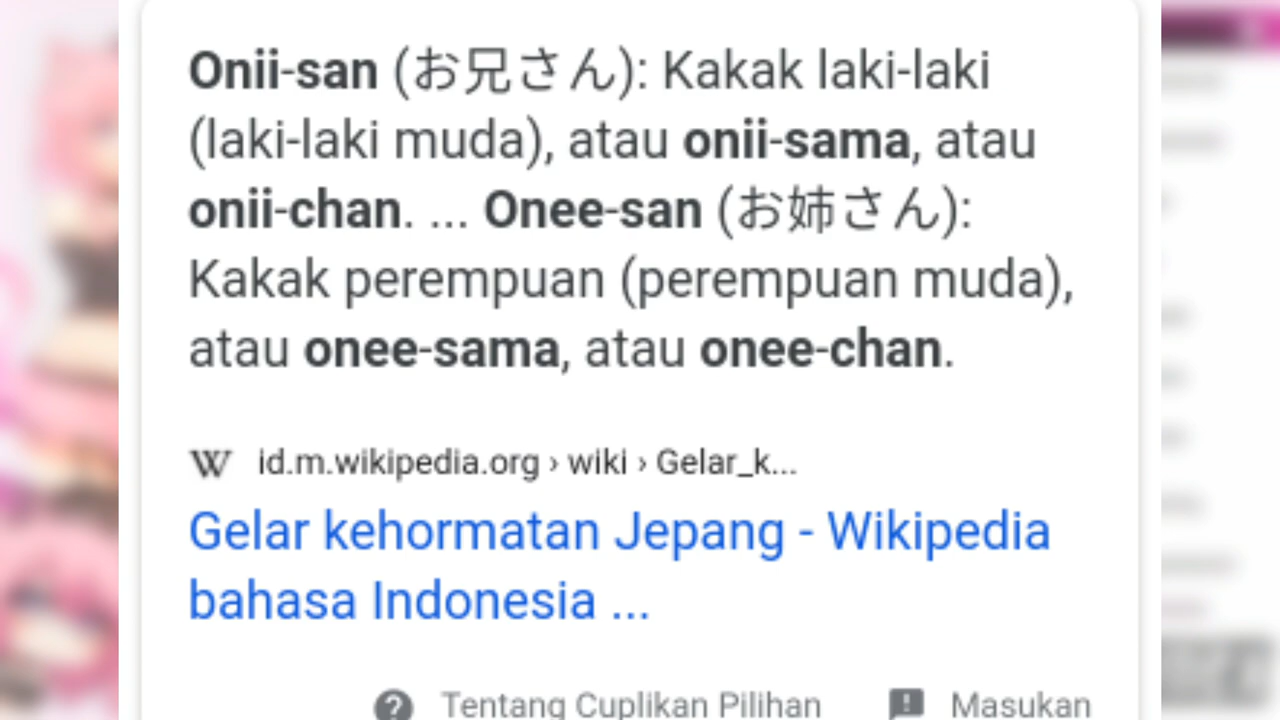 Onii-san (お兄さん): Kakak laki-laki
(laki-laki muda), atau onii-sama, atau
onii-chan. ... Onee-san (お姉さん):
Kakak perempuan (perempuan muda),
atau onee-sama, atau onee-chan.
id.m.wikipedia.org › wiki › Gelar_k...
Gelar kehormatan Jepang - Wikipedia
bahasa Indonesia ...
Tentang Cuplikan Pilihan
Masukan